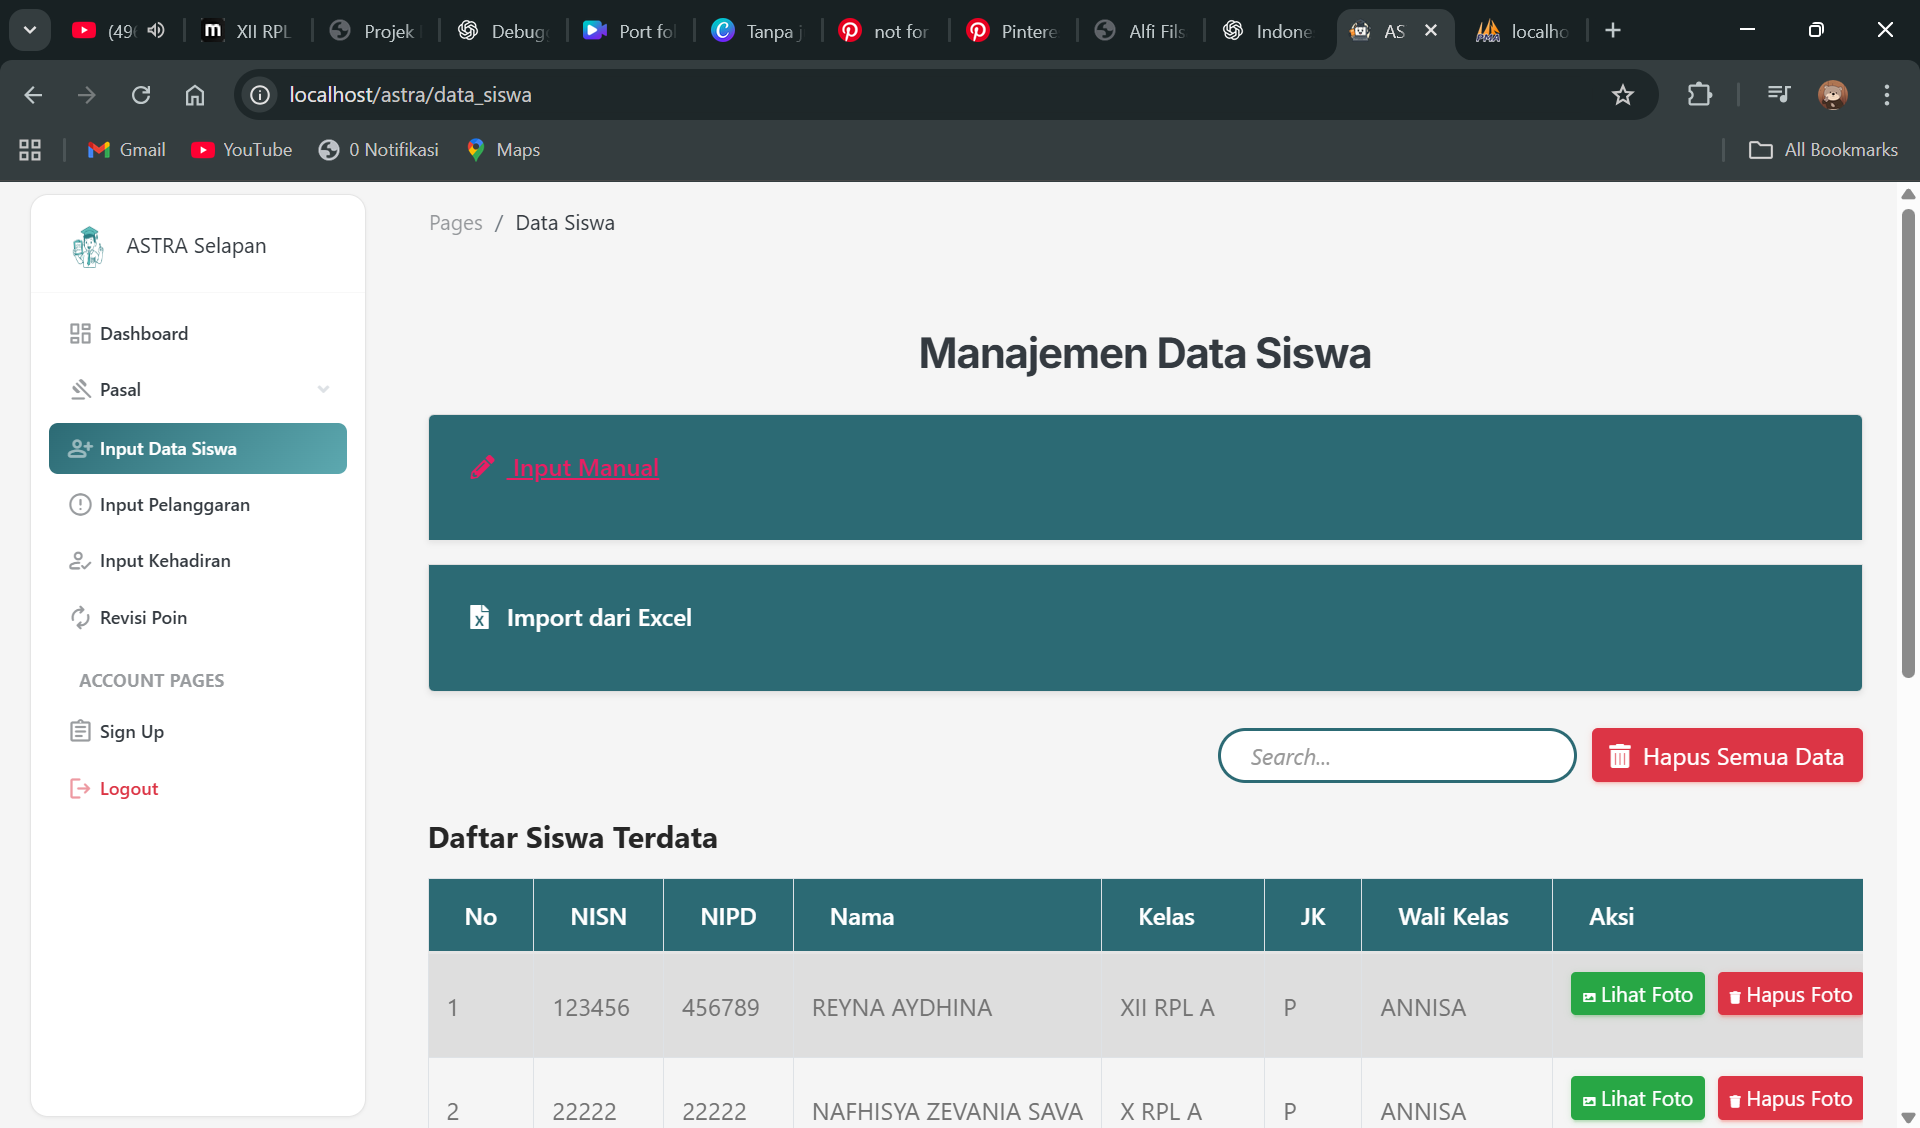 (496
XII RPL
Projek
Debug
Port fol
Tanpa j
not for
Pintere
Alfi Fils
Indone
AS
localho
localhost/astra/data_siswa
Gmail
YouTube
0 Notifikasi
Maps
All Bookmarks
ASTRA Selapan
Dashboard
Pasal
Input Data Siswa
Input Pelanggaran
Input Kehadiran
Revisi Poin
ACCOUNT PAGES
Sign Up
Logout
Pages / Data Siswa
Manajemen Data Siswa
Input Manual
Import dari Excel
Search...
Hapus Semua Data
Daftar Siswa Terdata
No NISN NIPD Nama Kelas JK Wali Kelas Aksi
1 123456 456789 REYNA AYDHINA XII RPL A P ANNISA Lihat Foto Hapus Foto
2 22222 22222 NAFHISYA ZEVANIA SAVA X RPL A P ANNISA Lihat Foto Hapus Foto